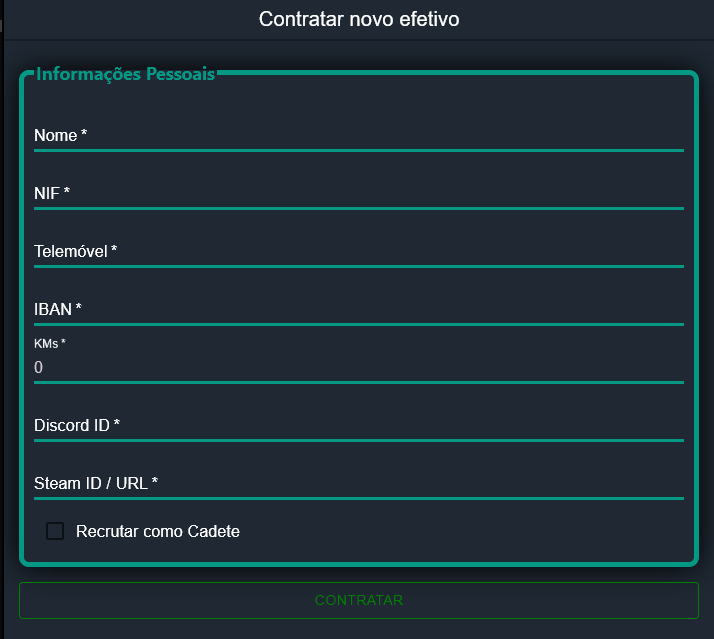 Contratar novo efetivo
Informações Pessoais
Nome *
NIF *
Telemóvel *
IBAN *
KMs *
0
Discord ID *
Steam ID / URL *
Recrutar como Cadete
CONTRATAR